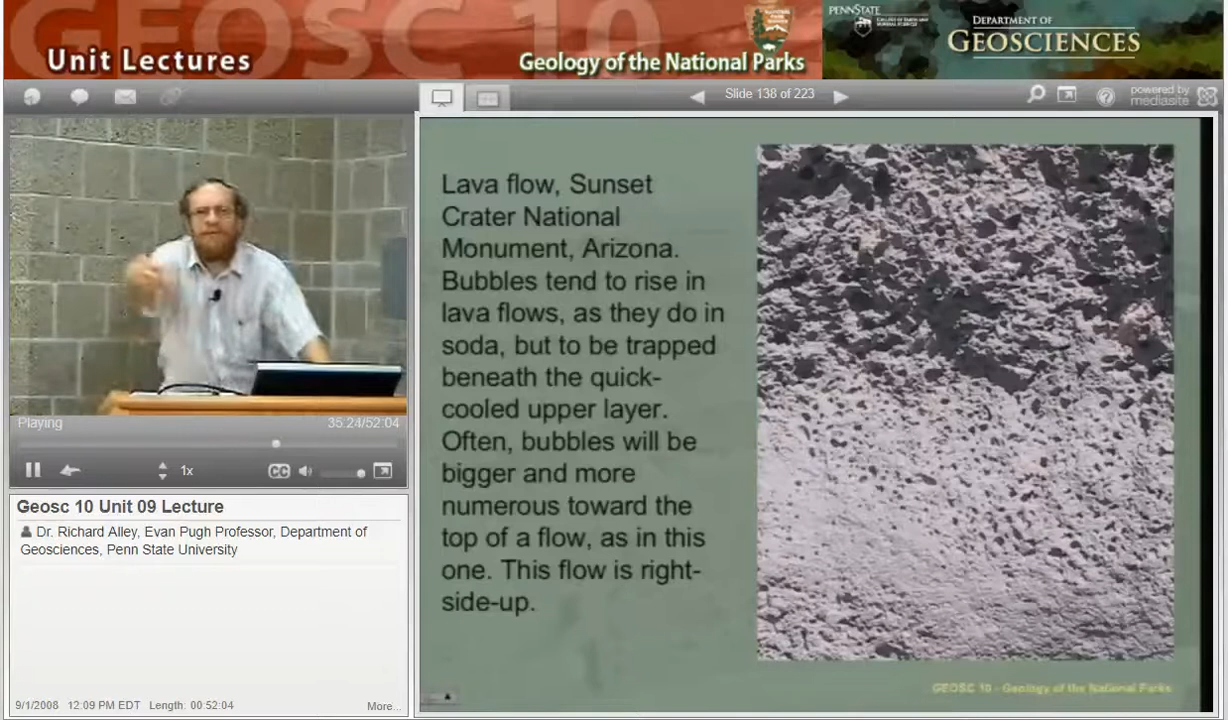 GEOSC 10
Unit Lectures
Geology of the National Parks
PENNSTATE
DEPARTMENT OF
GEOSCIENCES
Slide 138 of 223
powered by
mediasite
Lava flow, Sunset
Crater National
Monument, Arizona.
Bubbles tend to rise in
lava flows, as they do in
soda, but to be trapped
beneath the quick-
cooled upper layer.
Often, bubbles will be
bigger and more
numerous toward the
top of a flow, as in this
one. This flow is right-
side-up.
GEOSC 10 - Geology of the National Parks
Playing
35:24/52:04
1x
CC
Geosc 10 Unit 09 Lecture
Dr. Richard Alley, Evan Pugh Professor, Department of
Geosciences, Penn State University
9/1/2008 12:09 PM EDT Length: 00:52:04
More...